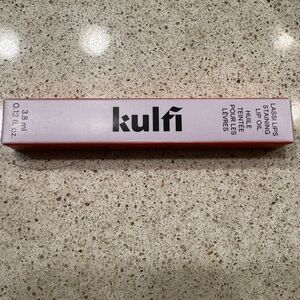 3.8 ml
0.12 fl. oz.
kulfi
LASSI LIPS
STAINING
LIP OIL
HUILE
TEINTÉE
POUR LES
LÈVRES